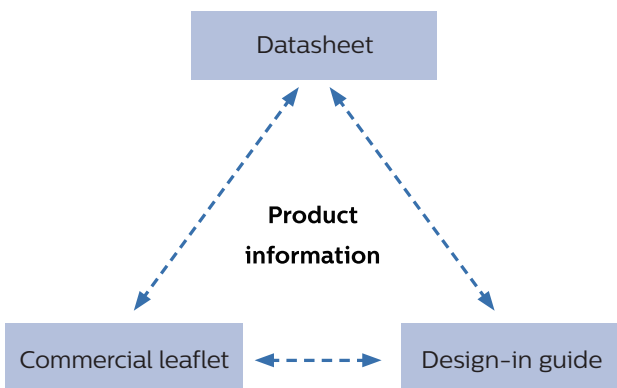 Datasheet
Product
information
Commercial leaflet
Design-in guide